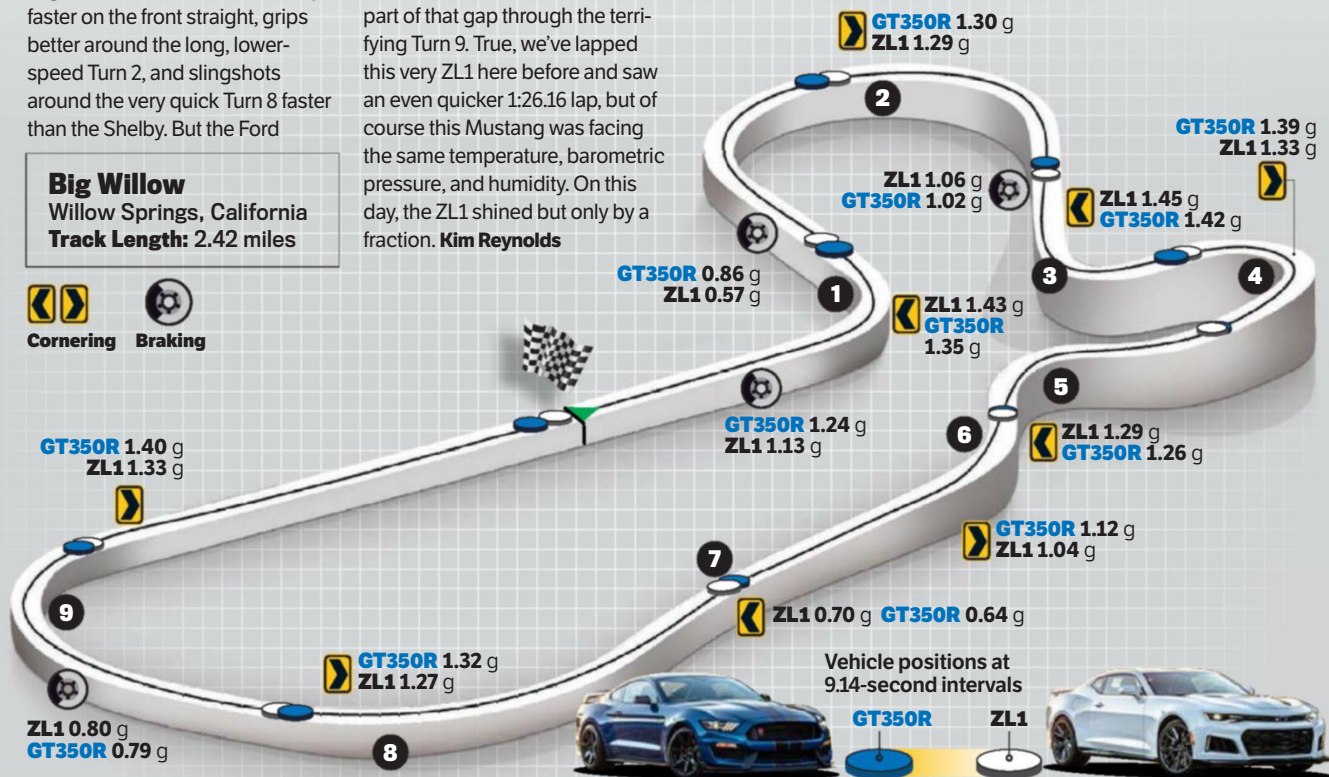 faster on the front straight, grips
better around the long, lower-
speed Turn 2, and slingshots
around the very quick Turn 8 faster
than the Shelby. But the Ford
part of that gap through the terri-
fying Turn 9. True, we've lapped
this very ZL1 here before and saw
an even quicker 1:26.16 lap, but of
course this Mustang was facing
the same temperature, barometric
pressure, and humidity. On this
day, the ZL1 shined but only by a
fraction. Kim Reynolds
Big Willow
Willow Springs, California
Track Length: 2.42 miles
Cornering Braking
GT350R 1.30 g
ZL1 1.29 g
2
GT350R 1.39 g
ZL1 1.33 g
ZL1 1.06 g
GT350R 1.02 g
ZL1 1.45 g
GT350R 1.42 g
3
4
GT350R 0.86 g
ZL1 0.57 g
1
ZL1 1.43 g
GT350R
1.35 g
5
GT350R 1.24 g
ZL1 1.13 g
6
ZL1 1.29 g
GT350R 1.26 g
GT350R 1.40 g
ZL1 1.33 g
GT350R 1.12 g
ZL1 1.04 g
7
9
ZL1 0.70 g GT350R 0.64 g
GT350R 1.32 g
ZL1 1.27 g
ZL1 0.80 g
GT350R 0.79 g
8
Vehicle positions at
9.14-second intervals
GT350R ZL1